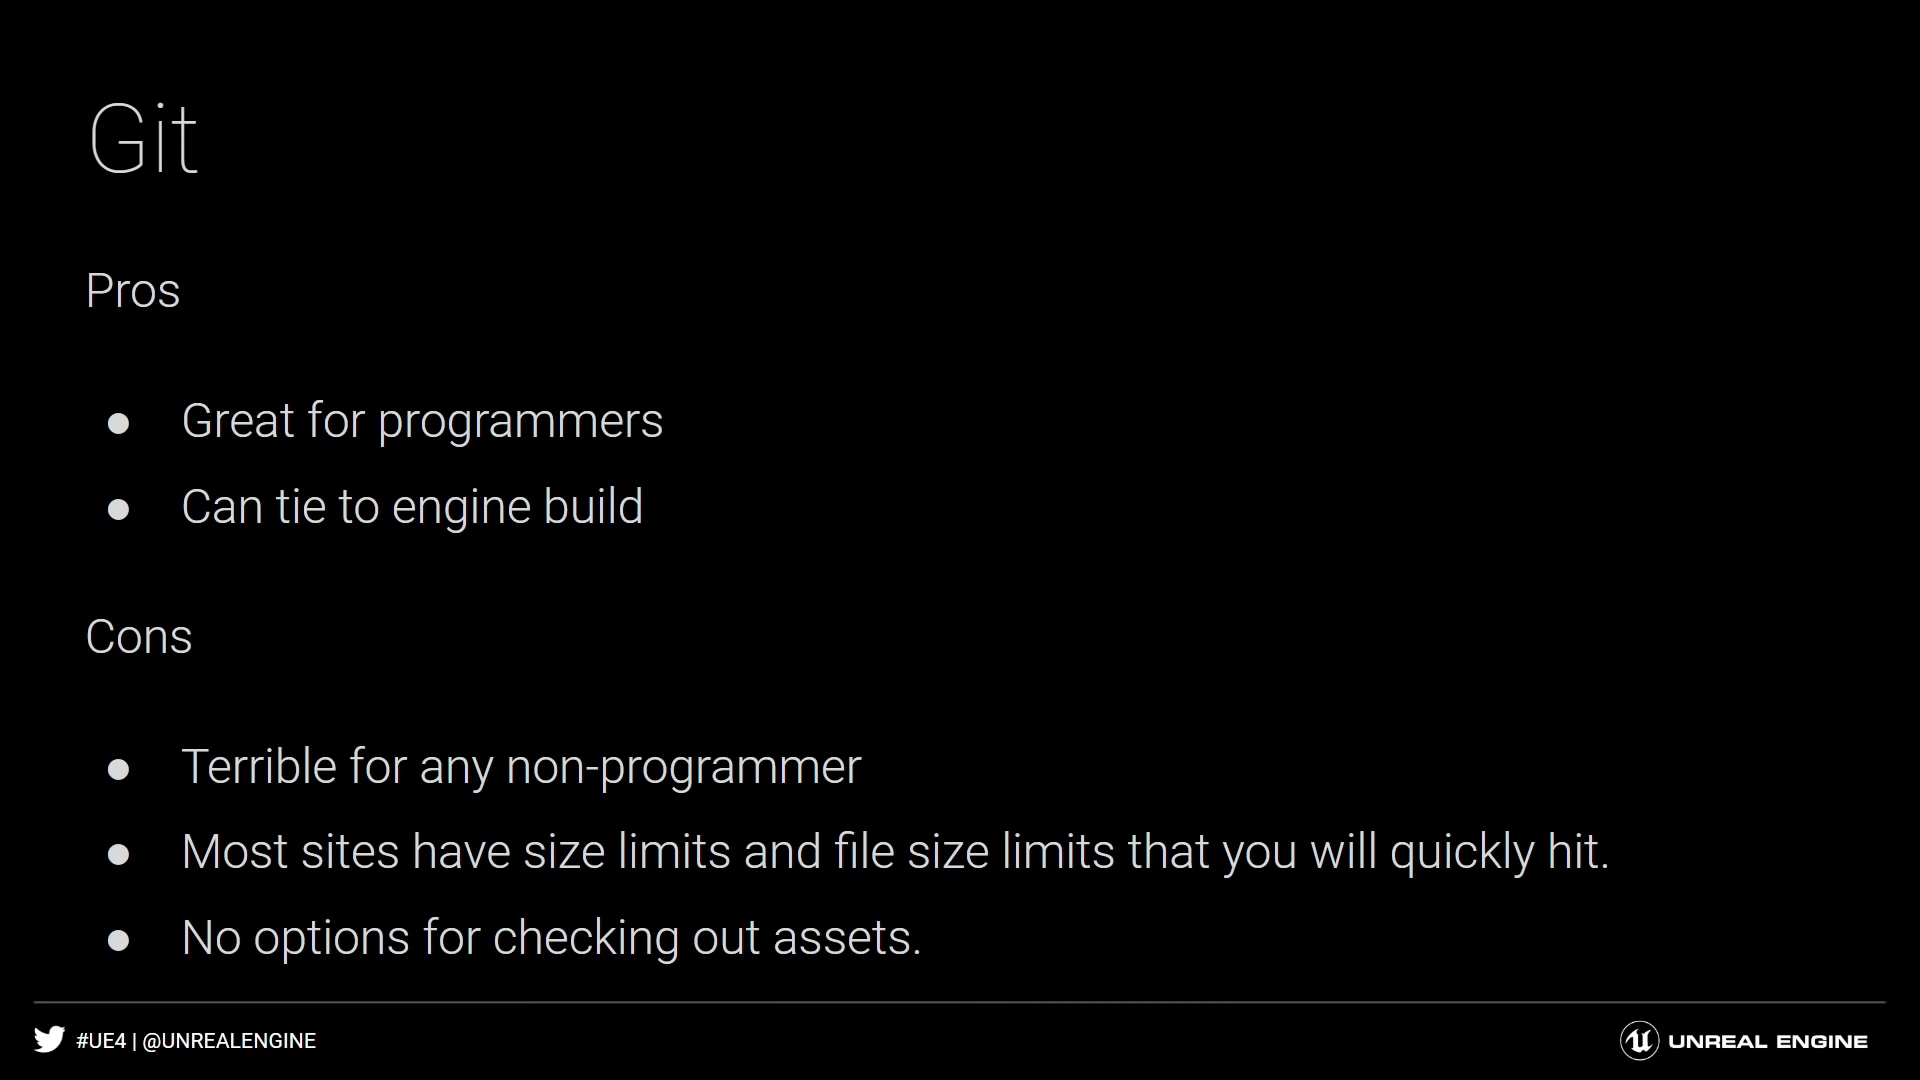 Git
Pros
● Great for programmers
● Can tie to engine build
Cons
● Terrible for any non-programmer
● Most sites have size limits and file size limits that you will quickly hit.
● No options for checking out assets.
#UE4 | @UNREALENGINE
UNREAL ENGINE